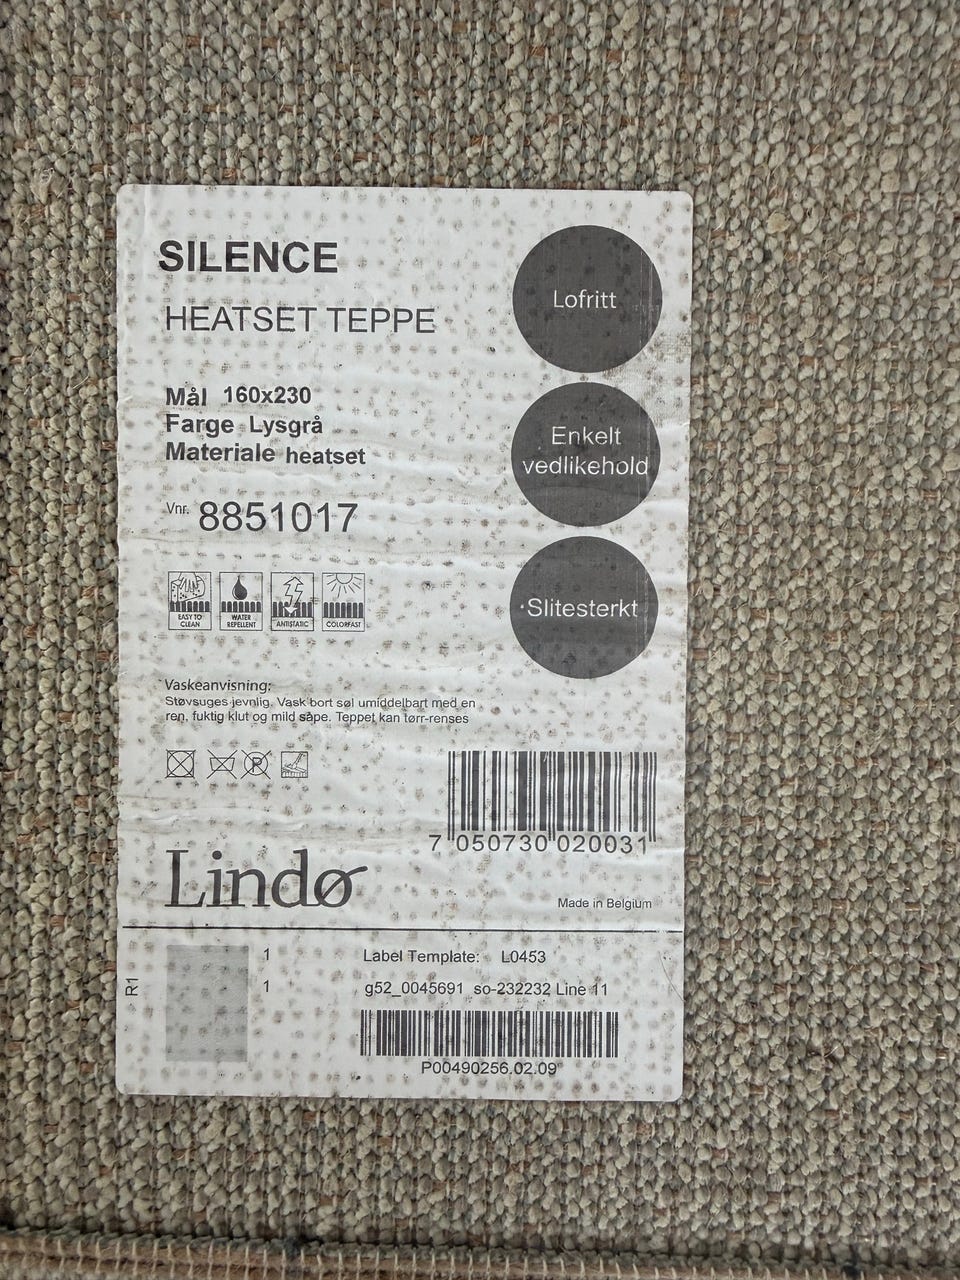 SILENCE
HEATSET TEPPE
Lofritt
Mål 160x230
Farge Lysgrå
Materiale heatset
Enkelt
vedlikehold
Vnr. 8851017
EASY TO
CLEAN
WATER
REPELLENT
ANTISTATIC
COLORFAST
Slitesterkt
Vaskeanvisning:
Støvsuges jevnlig. Vask bort søl umiddelbart med en
ren, fuktig klut og mild såpe. Teppet kan tørr-renses
P
7 050730 020031
Lindø
Made in Belgium
R1
1
1
Label Template: L0453
g52_0045691 so-232232 Line 11
P00490256.02.09